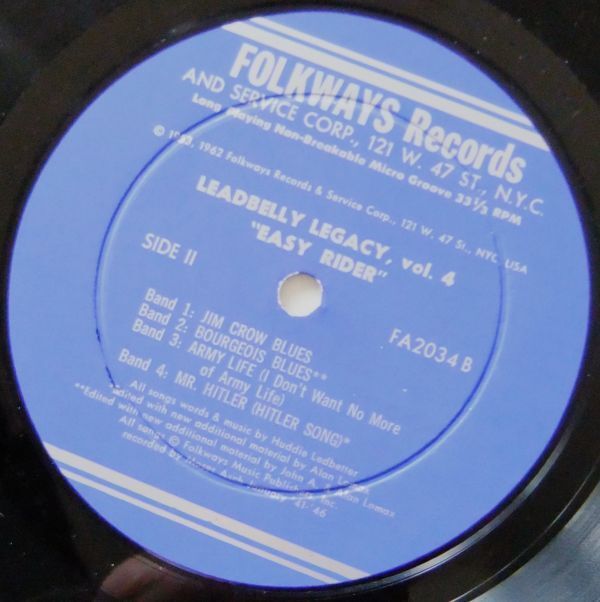 FOLKWAYS Records
AND SERVICE CORP., 121 W. 47 ST., N.Y.C.
Long Playing Non-Breakable Micro Groove 33⅓ RPM
© 1962 Folkways Records & Service Corp., 121 W. 47 St., NYC USA
LEADBELLY LEGACY, vol. 4
"EASY RIDER"
SIDE II
FA2034 B
Band 1: JIM CROW BLUES
Band 2: BOURGEOIS BLUES**
Band 3: ARMY LIFE (I Don't Want No More
of Army Life)
Band 4: MR. HITLER (HITLER SONG)*
All songs words & music by Huddie Ledbetter
*Edited with new additional material by Alan
**Edited with new additional material by John A. & Alan Lomax
All songs © Folkways Music Inc.
recorded by '41-46